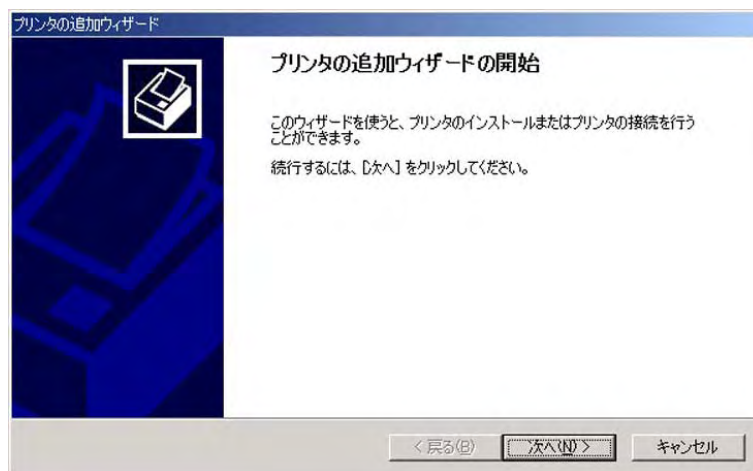 プリンタの追加ウィザード
プリンタの追加ウィザードの開始
このウィザードを使うと、プリンタのインストールまたはプリンタの接続を行う
ことができます。
続行するには、[次へ] をクリックしてください。
< 戻る(B)
次へ(N) >
キャンセル